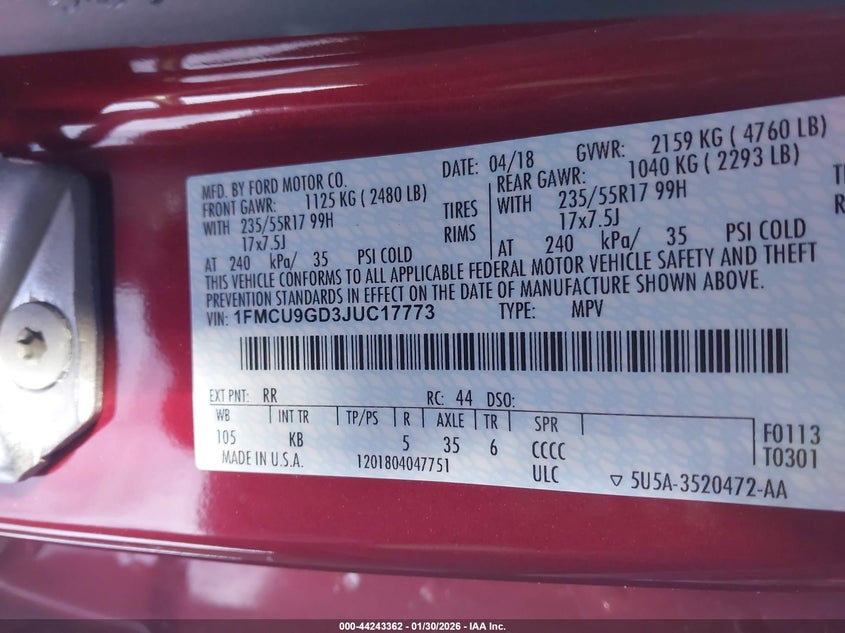 MFD. BY FORD MOTOR CO.
DATE: 04/18
GVWR: 2159 KG ( 4760 LB)
FRONT GAWR: 1125 KG ( 2480 LB)
REAR GAWR: 1040 KG ( 2293 LB)
WITH 235/55R17 99H
TIRES
WITH 235/55R17 99H
17x7.5J
RIMS
17x7.5J
AT 240 kPa/ 35 PSI COLD
AT 240 kPa/ 35 PSI COLD
THIS VEHICLE CONFORMS TO ALL APPLICABLE FEDERAL MOTOR VEHICLE SAFETY AND THEFT
PREVENTION STANDARDS IN EFFECT ON THE DATE OF MANUFACTURE SHOWN ABOVE.
VIN: 1FMCU9GD3JUC17773
TYPE: MPV
EXT PNT: RR
RC: 44 DSO:
WB INT TR TP/PS R AXLE TR SPR
105 KB 5 35 6 CCCC
F0113
T0301
MADE IN U.S.A.
1201804047751
ULC
▽ 5U5A-3520472-AA
000-44243362 - 01/30/2026 - IAA Inc.